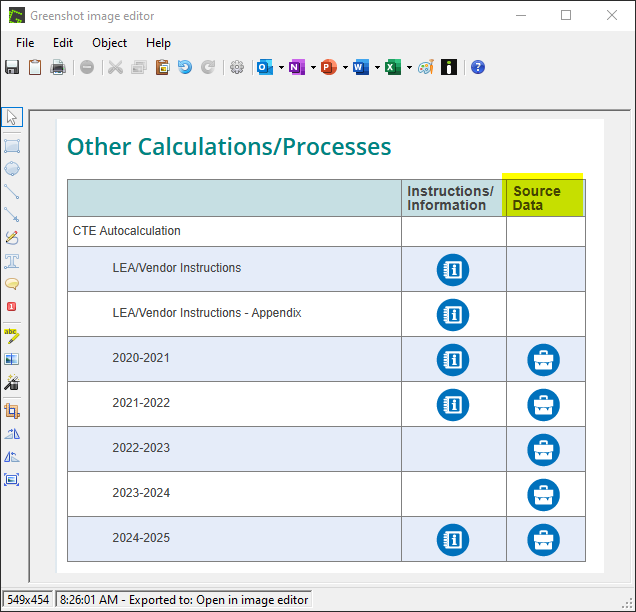 Greenshot image editor
File Edit Object Help
Other Calculations/Processes
Instructions/
Information
Source
Data
CTE Autocalculation
LEA/Vendor Instructions
LEA/Vendor Instructions - Appendix
2020-2021
2021-2022
2022-2023
2023-2024
2024-2025
549x454 8:26:01 AM - Exported to: Open in image editor